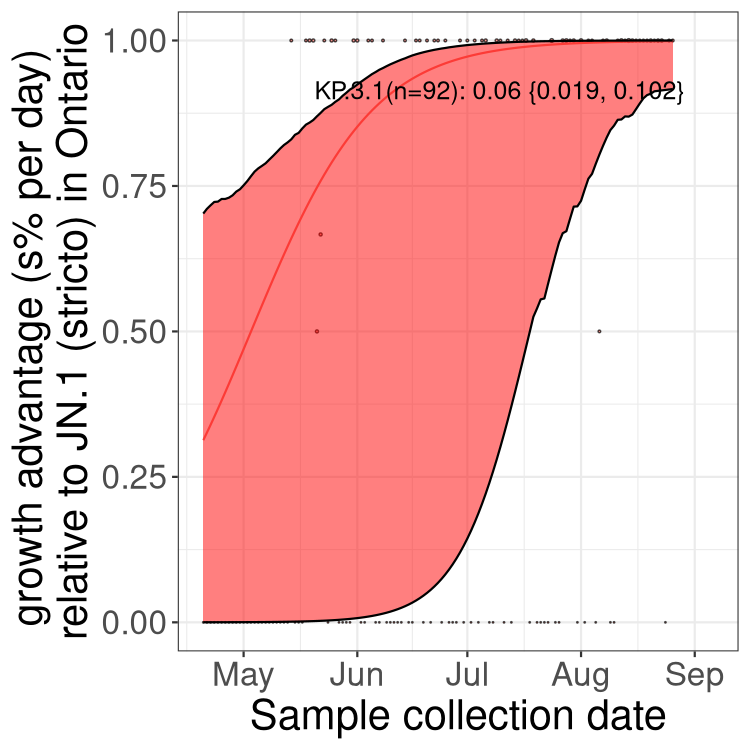 growth advantage (s% per day)
relative to JN.1 (stricto) in Ontario
1.00
0.75
0.50
0.25
0.00
KP.3.1(n=92): 0.06 {0.019, 0.102}
May Jun Jul Aug Sep
Sample collection date